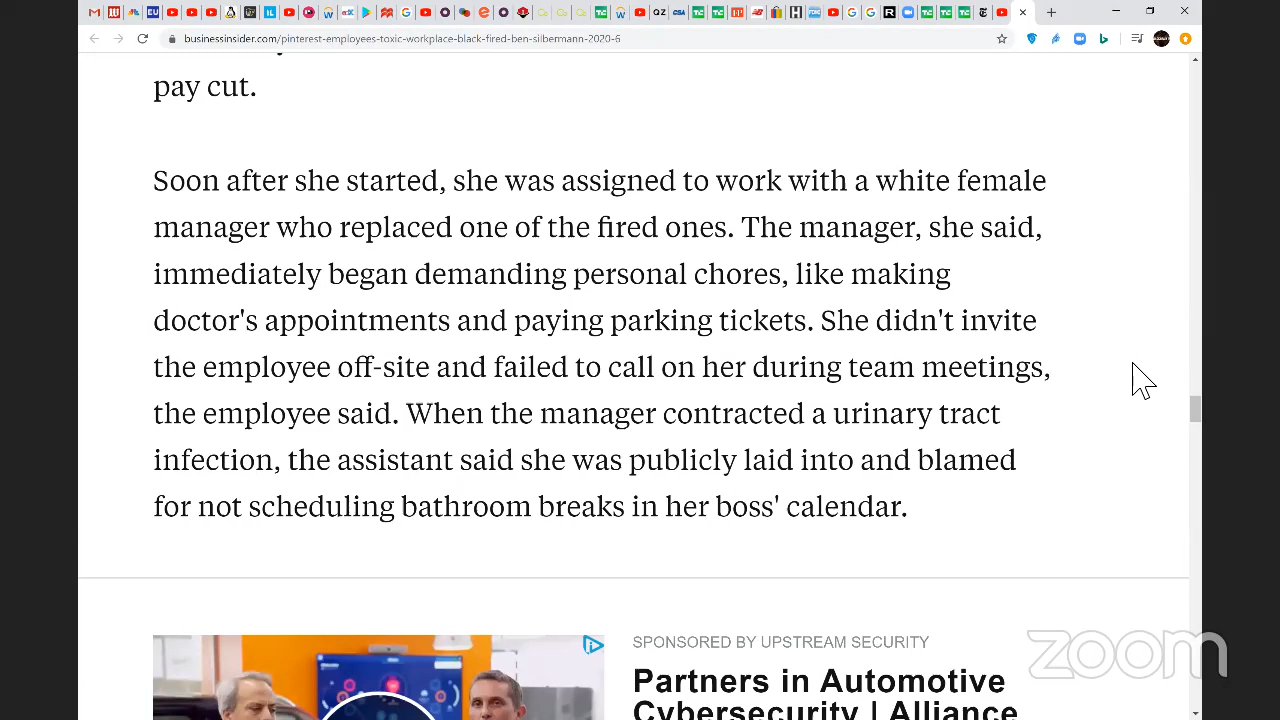 businessinsider.com/pinterest-employees-toxic-workplace-black-fired-ben-silbermann-2020-6
pay cut.
Soon after she started, she was assigned to work with a white female
manager who replaced one of the fired ones. The manager, she said,
immediately began demanding personal chores, like making
doctor's appointments and paying parking tickets. She didn't invite
the employee off-site and failed to call on her during team meetings,
the employee said. When the manager contracted a urinary tract
infection, the assistant said she was publicly laid into and blamed
for not scheduling bathroom breaks in her boss' calendar.
SPONSORED BY UPSTREAM SECURITY
Partners in Automotive
Cybersecurity | Alliance
zoom